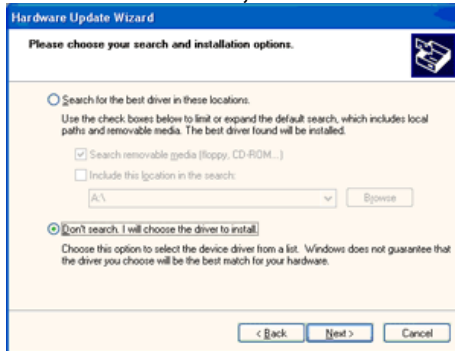 Hardware Update Wizard
Please choose your search and installation options.
Search for the best driver in these locations.
Use the check boxes below to limit or expand the default search, which includes local
paths and removable media. The best driver found will be installed.
Search removable media (floppy, CD-ROM...)
Include this location in the search:
A:\
Browse
Don't search. I will choose the driver to install.
Choose this option to select the device driver from a list. Windows does not guarantee that
the driver you choose will be the best match for your hardware.
< Back
Next >
Cancel